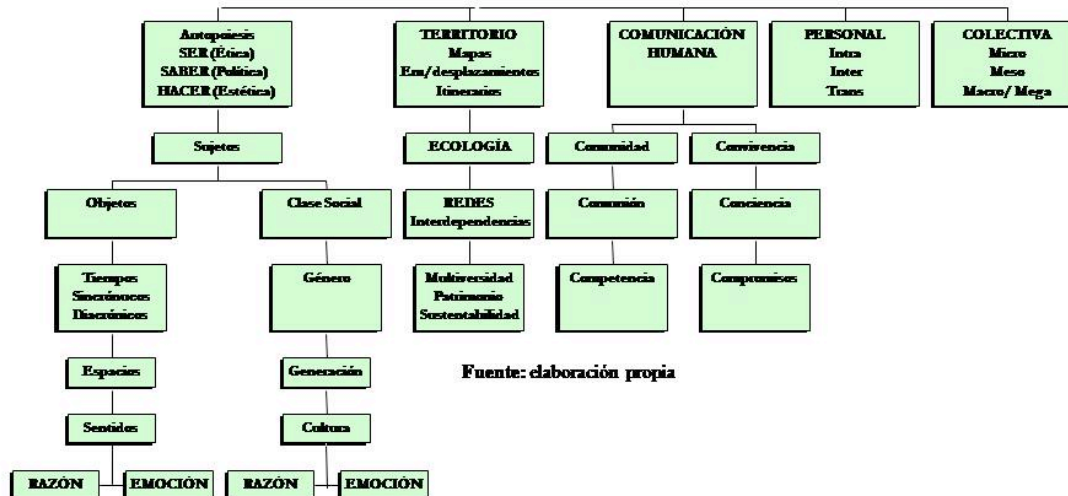 Autopoiesis
SER (Ética)
SABER (Política)
HACER (Estética)
TERRITORIO
Mapas
Em/desplazamientos
Itinerarios
COMUNICACIÓN
HUMANA
PERSONAL
Intra
Inter
Trans
COLECTIVA
Micro
Meso
Macro/ Mega
Sujetos
ECOLOGÍA
Comunidad
Convivencia
Objetos
Clase Social
REDES
Interdependencias
Comunión
Conciencia
Tiempos
Sincrónocos
Diacrónicos
Género
Multiversidad
Patrimonio
Sustentabilidad
Competencia
Compromisos
Espacios
Generación
Fuente: elaboración propia
Sentidos
Cultura
RAZÓN
EMOCIÓN
RAZÓN
EMOCIÓN